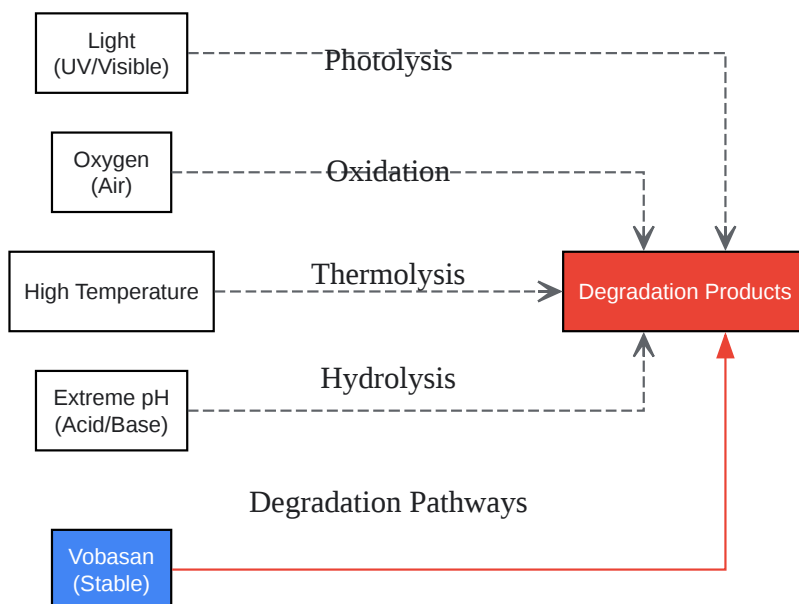 Light
(UV/Visible)
Photolysis
Oxygen
(Air)
Oxidation
High Temperature
Thermolysis
Degradation Products
Extreme pH
(Acid/Base)
Hydrolysis
Degradation Pathways
Vobasan
(Stable)